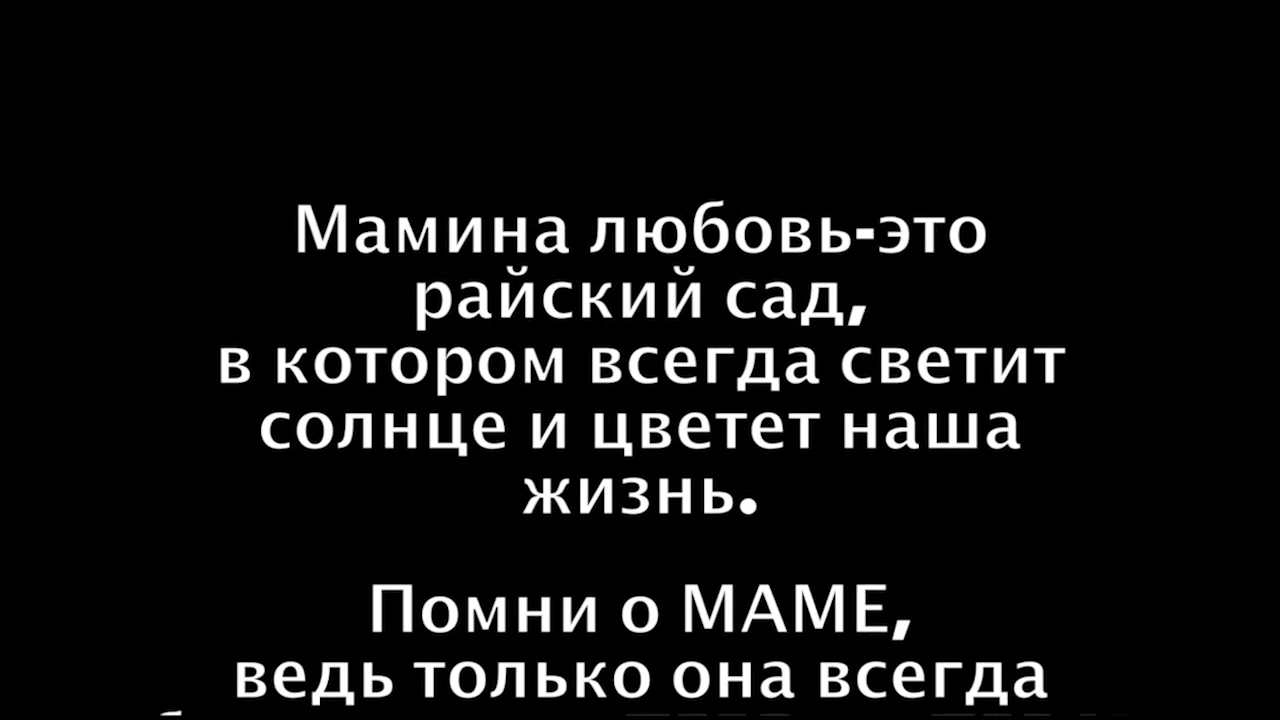 Мамина любовь-это
райский сад,
в котором всегда светит
солнце и цветет наша
жизнь.
Помни о МАМЕ,
ведь только она всегда